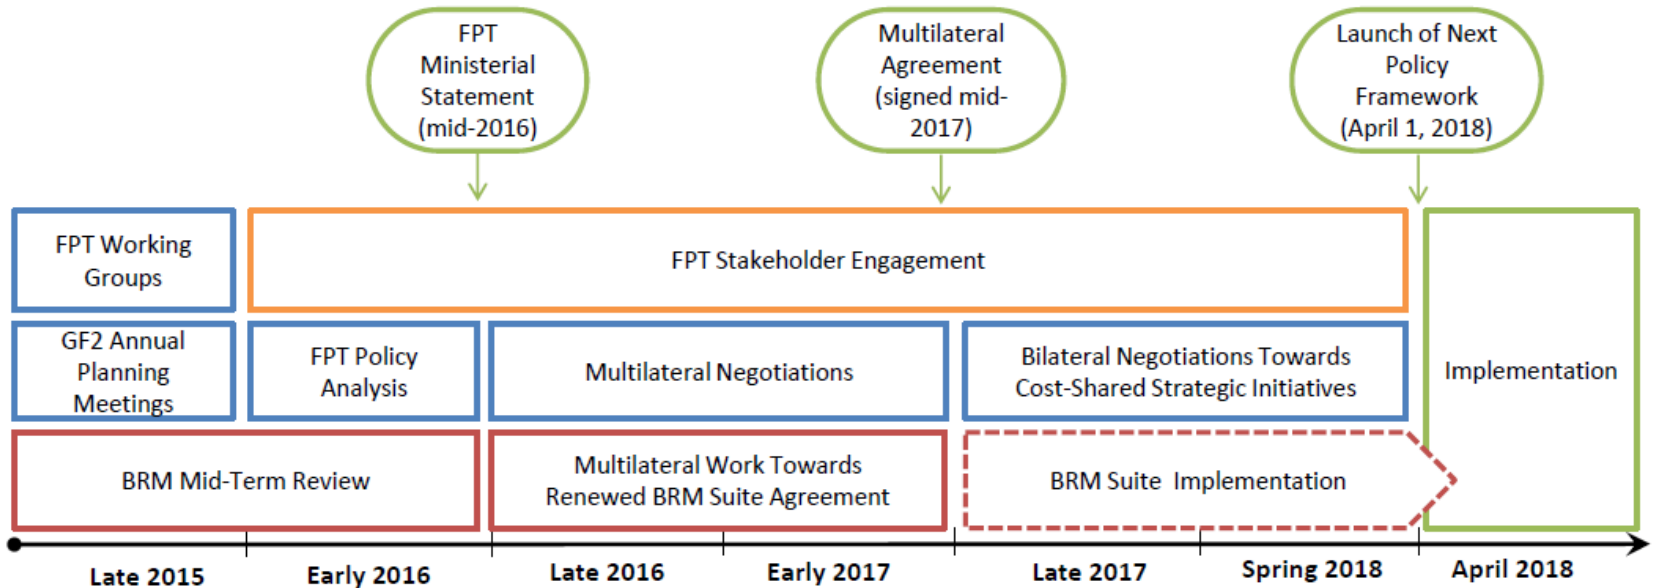 FPT
Ministerial
Statement
(mid-2016)
Multilateral
Agreement
(signed mid-
2017)
Launch of Next
Policy
Framework
(April 1, 2018)
FPT Working
Groups
FPT Stakeholder Engagement
GF2 Annual
Planning
Meetings
FPT Policy
Analysis
Multilateral Negotiations
Bilateral Negotiations Towards
Cost-Shared Strategic Initiatives
Implementation
BRM Mid-Term Review
Multilateral Work Towards
Renewed BRM Suite Agreement
BRM Suite Implementation
Late 2015
Early 2016
Late 2016
Early 2017
Late 2017
Spring 2018
April 2018